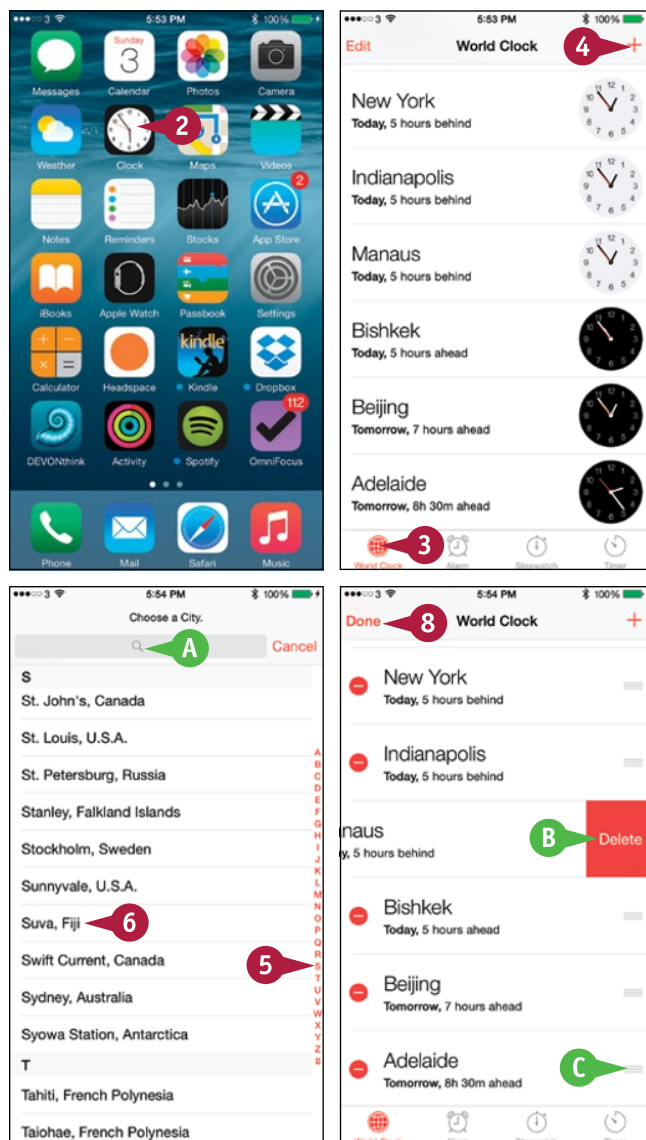 3 5:53 PM 100%
Sunday
3
Messages Calendar Photos Camera
2
Weather Clock Maps Videos
2
Notes Reminders Stocks App Store
iBooks Apple Watch Passbook Settings
kindle
Calculator Headspace Kindle Dropbox
112
DEVONthink Activity Spotify OmniFocus
Phone Mail Safari Music
3 5:53 PM 100%
Edit World Clock 4 +
New York
Today, 5 hours behind
Indianapolis
Today, 5 hours behind
Manaus
Today, 5 hours behind
Bishkek
Today, 5 hours ahead
Beijing
Tomorrow, 7 hours ahead
Adelaide
Tomorrow, 8h 30m ahead
3
World Clock Alarm Stopwatch Timer
3 5:54 PM 100%
Choose a City.
A Cancel
S
St. John's, Canada
St. Louis, U.S.A.
St. Petersburg, Russia
Stanley, Falkland Islands
Stockholm, Sweden
Sunnyvale, U.S.A.
Suva, Fiji 6
Swift Current, Canada
5
Sydney, Australia
Syowa Station, Antarctica
T
Tahiti, French Polynesia
Taiohae, French Polynesia
A
B
C
D
E
F
G
H
I
J
K
L
M
N
O
P
Q
R
S
T
U
V
W
X
Y
Z
#
3 5:54 PM 100%
Done 8 World Clock +
New York
Today, 5 hours behind
Indianapolis
Today, 5 hours behind
naus
y, 5 hours behind
B Delete
Bishkek
Today, 5 hours ahead
Beijing
Tomorrow, 7 hours ahead
Adelaide
Tomorrow, 8h 30m ahead
C